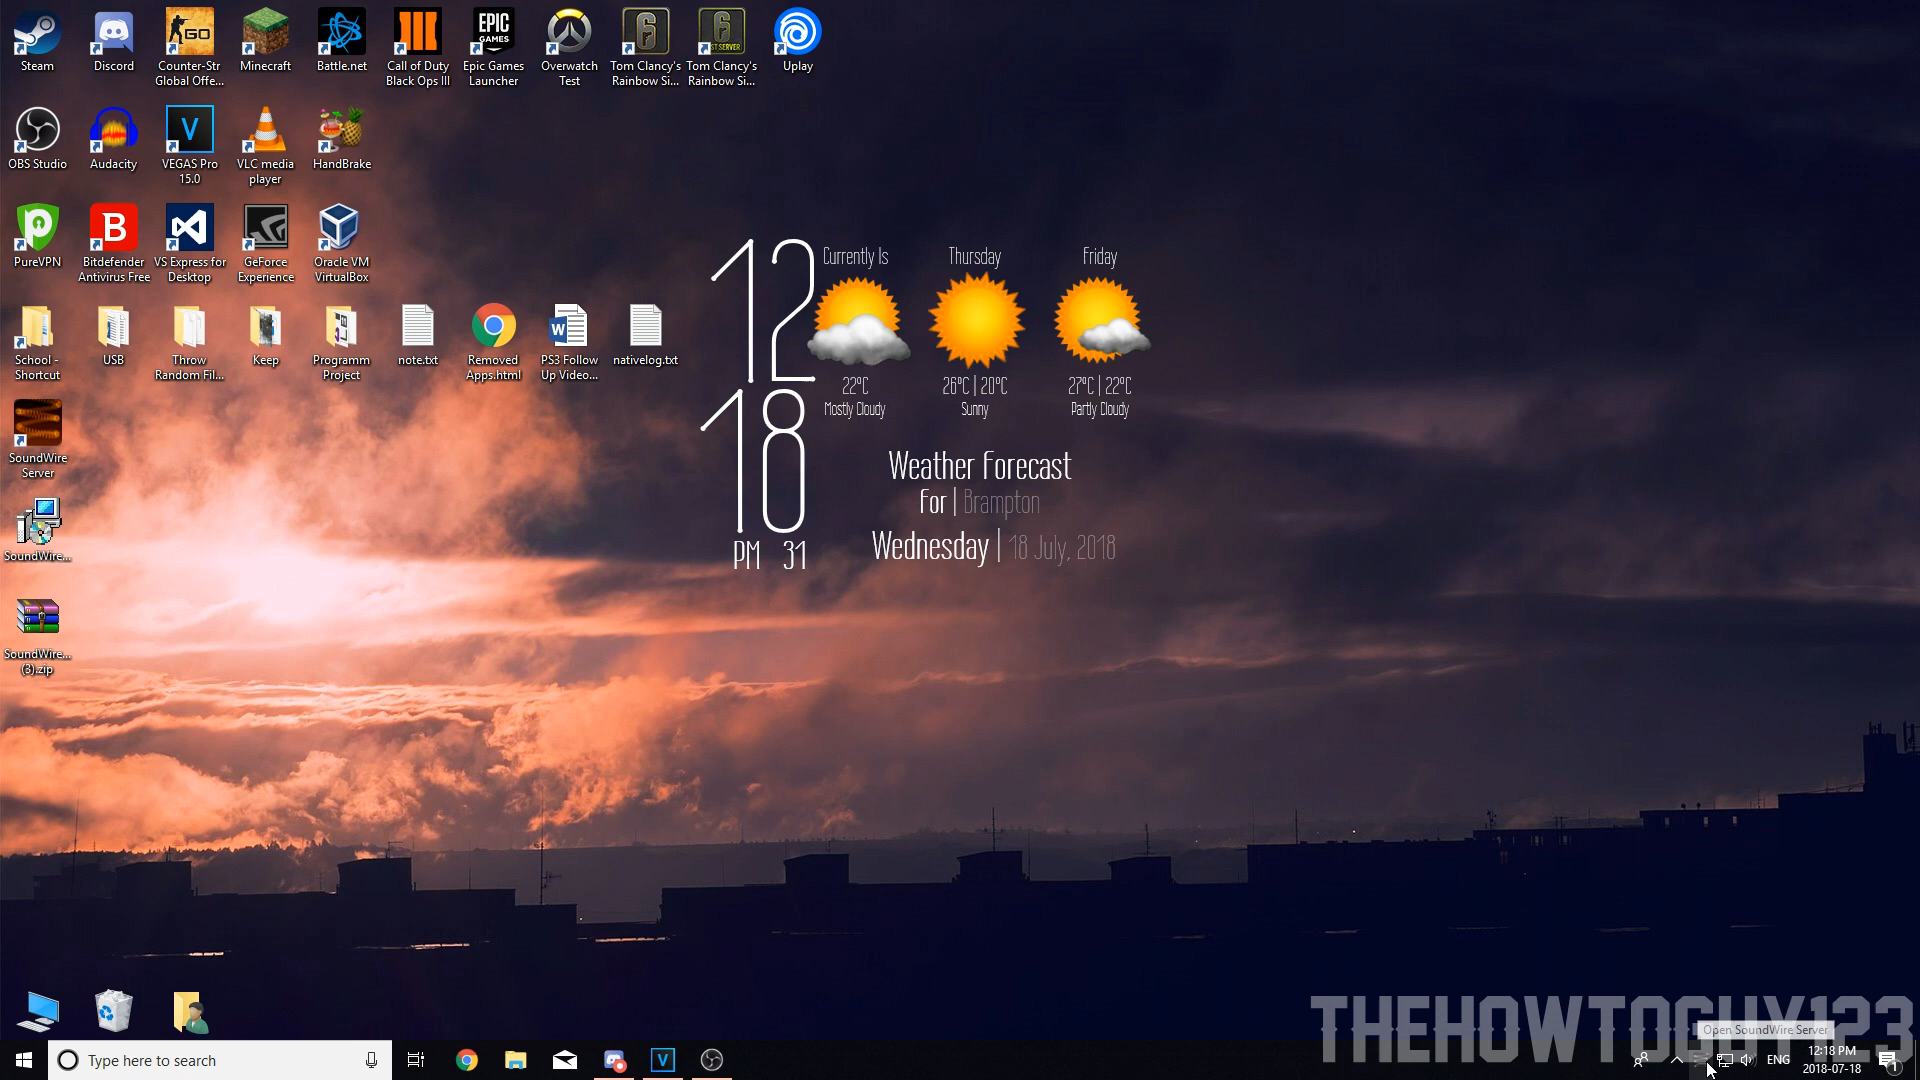 Steam
Discord
Counter-Str
Global Offe...
Minecraft
Battle.net
Call of Duty
Black Ops III
Epic Games
Launcher
Overwatch
Test
Tom Clancy's
Rainbow Si...
Tom Clancy's
Rainbow Si...
Uplay
OBS Studio
Audacity
VEGAS Pro
15.0
VLC media
player
HandBrake
PureVPN
Bitdefender
Antivirus Free
VS Express for
Desktop
GeForce
Experience
Oracle VM
VirtualBox
School -
Shortcut
USB
Throw
Random Fil...
Keep
Programm
Project
note.txt
Removed
Apps.html
PS3 Follow
Up Video...
nativelog.txt
SoundWire
Server
SoundWire...
SoundWire...
(3).zip
12
18
PM 31
Currently Is
Thursday
Friday
22°C
Mostly Cloudy
26°C | 20°C
Sunny
27°C | 22°C
Partly Cloudy
Weather Forecast
For | Brampton
Wednesday | 18 July, 2018
THEHOWTOGUY123
Open SoundWire Server
Type here to search
ENG
12:18 PM
2018-07-18
1